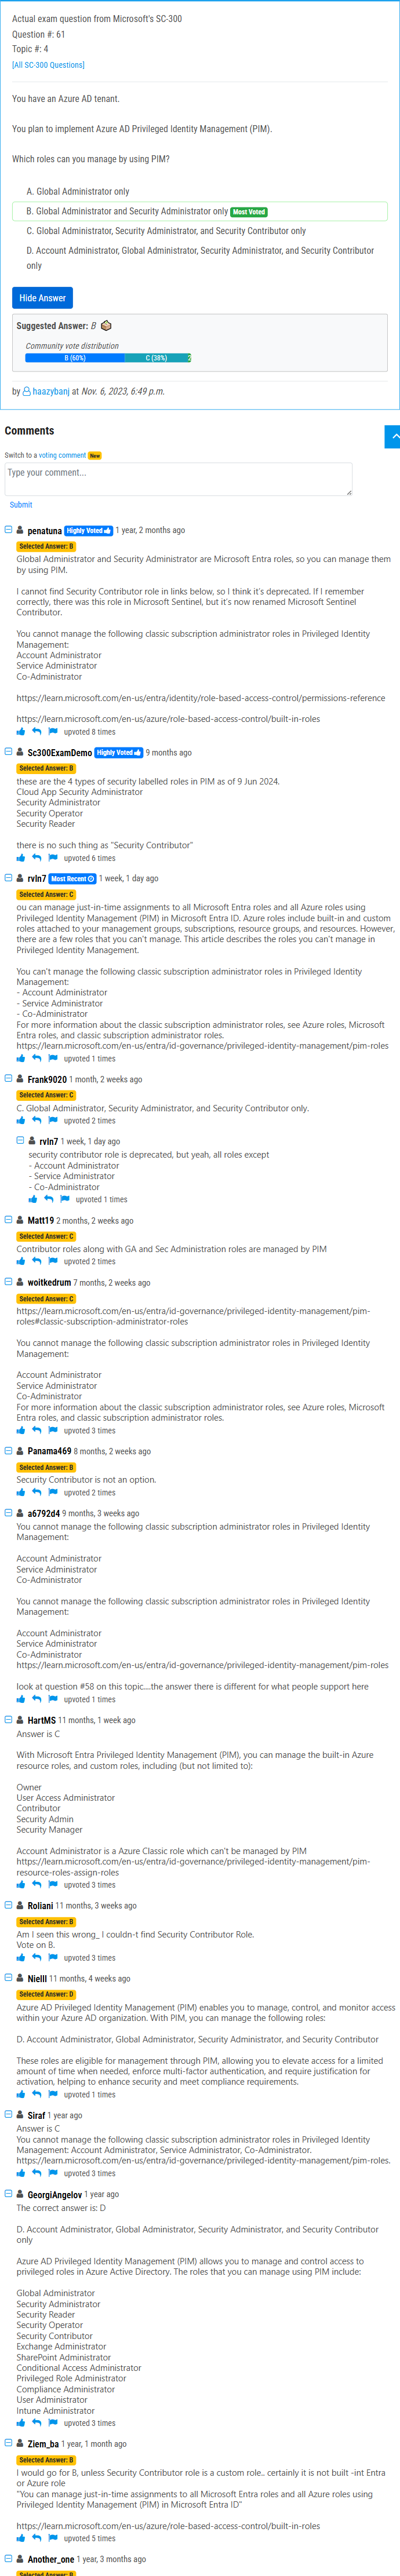 Actual exam question from Microsoft's SC-300
Question #: 61
Topic #: 4
[All SC-300 Questions]
You have an Azure AD tenant.
You plan to implement Azure AD Privileged Identity Management (PIM).
Which roles can you manage by using PIM?
A. Global Administrator only
B. Global Administrator and Security Administrator only Most Voted
C. Global Administrator, Security Administrator, and Security Contributor only
D. Account Administrator, Global Administrator, Security Administrator, and Security Contributor
only
Hide Answer
Suggested Answer: B
Community vote distribution
B (60%) C (38%) 2
by haazybanj at Nov. 6, 2023, 6:49 p.m.
Comments
Switch to a voting comment New
Type your comment...
Submit
penatuna Highly Voted 1 year, 2 months ago
Selected Answer: B
Global Administrator and Security Administrator are Microsoft Entra roles, so you can manage them
by using PIM.
I cannot find Security Contributor role in links below, so I think it's deprecated. If I remember
correctly, there was this role in Microsoft Sentinel, but it's now renamed Microsoft Sentinel
Contributor.
You cannot manage the following classic subscription administrator roles in Privileged Identity
Management:
Account Administrator
Service Administrator
Co-Administrator
https://learn.microsoft.com/en-us/entra/identity/role-based-access-control/permissions-reference
https://learn.microsoft.com/en-us/azure/role-based-access-control/built-in-roles
upvoted 8 times
Sc300ExamDemo Highly Voted 9 months ago
Selected Answer: B
these are the 4 types of security labelled roles in PIM as of 9 Jun 2024.
Cloud App Security Administrator
Security Administrator
Security Operator
Security Reader
there is no such thing as "Security Contributor"
upvoted 6 times
rvln7 Most Recent 1 week, 1 day ago
Selected Answer: C
ou can manage just-in-time assignments to all Microsoft Entra roles and all Azure roles using
Privileged Identity Management (PIM) in Microsoft Entra ID. Azure roles include built-in and custom
roles attached to your management groups, subscriptions, resource groups, and resources. However,
there are a few roles that you can't manage. This article describes the roles you can't manage in
Privileged Identity Management.
You can't manage the following classic subscription administrator roles in Privileged Identity
Management:
- Account Administrator
- Service Administrator
- Co-Administrator
For more information about the classic subscription administrator roles, see Azure roles, Microsoft
Entra roles, and classic subscription administrator roles.
https://learn.microsoft.com/en-us/entra/id-governance/privileged-identity-management/pim-roles
upvoted 1 times
Frank9020 1 month, 2 weeks ago
Selected Answer: C
C. Global Administrator, Security Administrator, and Security Contributor only.
upvoted 2 times
rvln7 1 week, 1 day ago
security contributor role is deprecated, but yeah, all roles except
- Account Administrator
- Service Administrator
- Co-Administrator
upvoted 1 times
Matt19 2 months, 2 weeks ago
Selected Answer: C
Contributor roles along with GA and Sec Administration roles are managed by PIM
upvoted 2 times
woitkedrum 7 months, 2 weeks ago
Selected Answer: C
https://learn.microsoft.com/en-us/entra/id-governance/privileged-identity-management/pim-
roles#classic-subscription-administrator-roles
You cannot manage the following classic subscription administrator roles in Privileged Identity
Management:
Account Administrator
Service Administrator
Co-Administrator
For more information about the classic subscription administrator roles, see Azure roles, Microsoft
Entra roles, and classic subscription administrator roles.
upvoted 3 times
Panama469 8 months, 2 weeks ago
Selected Answer: B
Security Contributor is not an option.
upvoted 2 times
a6792d4 9 months, 3 weeks ago
You cannot manage the following classic subscription administrator roles in Privileged Identity
Management:
Account Administrator
Service Administrator
Co-Administrator
You cannot manage the following classic subscription administrator roles in Privileged Identity
Management:
Account Administrator
Service Administrator
Co-Administrator
https://learn.microsoft.com/en-us/entra/id-governance/privileged-identity-management/pim-roles
look at question #58 on this topic....the answer there is different for what people support here
upvoted 1 times
HartMS 11 months, 1 week ago
Answer is C
With Microsoft Entra Privileged Identity Management (PIM), you can manage the built-in Azure
resource roles, and custom roles, including (but not limited to):
Owner
User Access Administrator
Contributor
Security Admin
Security Manager
Account Administrator is a Azure Classic role which can't be managed by PIM
https://learn.microsoft.com/en-us/entra/id-governance/privileged-identity-management/pim-
resource-roles-assign-roles
upvoted 3 times
Roliani 11 months, 3 weeks ago
Selected Answer: B
Am I seen this wrong_ I couldn-t find Security Contributor Role.
Vote on B.
upvoted 3 times
Nielll 11 months, 4 weeks ago
Selected Answer: D
Azure AD Privileged Identity Management (PIM) enables you to manage, control, and monitor access
within your Azure AD organization. With PIM, you can manage the following roles:
D. Account Administrator, Global Administrator, Security Administrator, and Security Contributor
These roles are eligible for management through PIM, allowing you to elevate access for a limited
amount of time when needed, enforce multi-factor authentication, and require justification for
activation, helping to enhance security and meet compliance requirements.
upvoted 1 times
Siraf 1 year ago
Answer is C
You cannot manage the following classic subscription administrator roles in Privileged Identity
Management: Account Administrator, Service Administrator, Co-Administrator.
https://learn.microsoft.com/en-us/entra/id-governance/privileged-identity-management/pim-roles.
upvoted 3 times
GeorgiAngelov 1 year ago
The correct answer is: D
D. Account Administrator, Global Administrator, Security Administrator, and Security Contributor
only
Azure AD Privileged Identity Management (PIM) allows you to manage and control access to
privileged roles in Azure Active Directory. The roles that you can manage using PIM include:
Global Administrator
Security Administrator
Security Reader
Security Operator
Security Contributor
Exchange Administrator
SharePoint Administrator
Conditional Access Administrator
Privileged Role Administrator
Compliance Administrator
User Administrator
Intune Administrator
upvoted 3 times
Ziem_ba 1 year, 1 month ago
Selected Answer: B
I would go for B, unless Security Contributor role is a custom role.. certainly it is not built -int Entra
or Azure role
"You can manage just-in-time assignments to all Microsoft Entra roles and all Azure roles using
Privileged Identity Management (PIM) in Microsoft Entra ID"
https://learn.microsoft.com/en-us/azure/role-based-access-control/built-in-roles
upvoted 5 times
Another_one 1 year, 3 months ago
Selected Answer: B